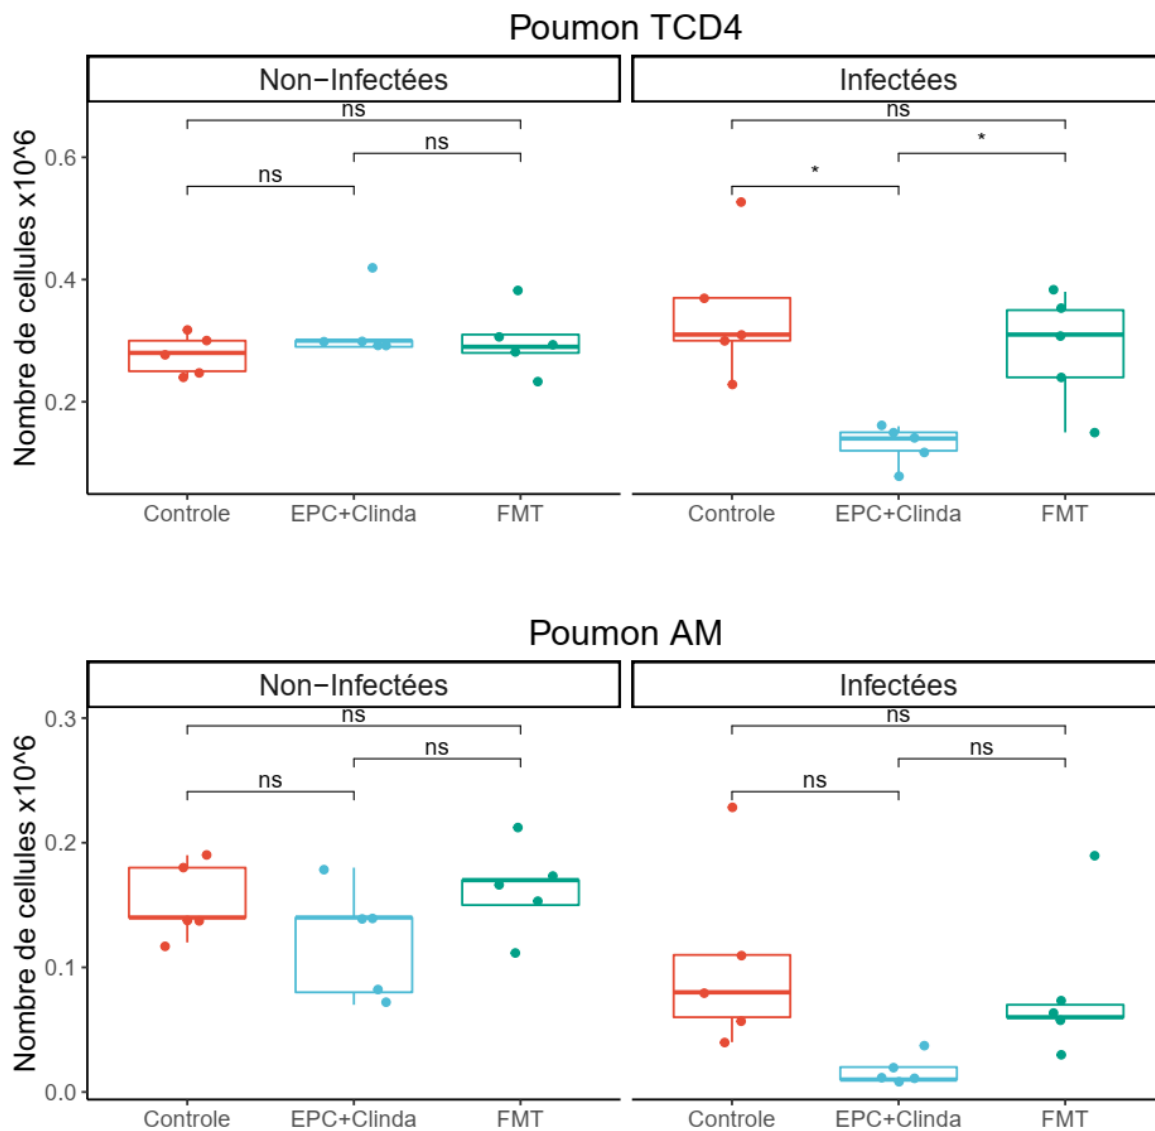 Poumon TCD4
Non−Infectées Infectées
ns ns
ns *
ns *
Nombre de cellules x10^6
0.6
0.4
0.2
Controle EPC+Clinda FMT Controle EPC+Clinda FMT
Poumon AM
Non−Infectées Infectées
ns ns
ns ns
ns ns
Nombre de cellules x10^6
0.3
0.2
0.1
0.0
Controle EPC+Clinda FMT Controle EPC+Clinda FMT